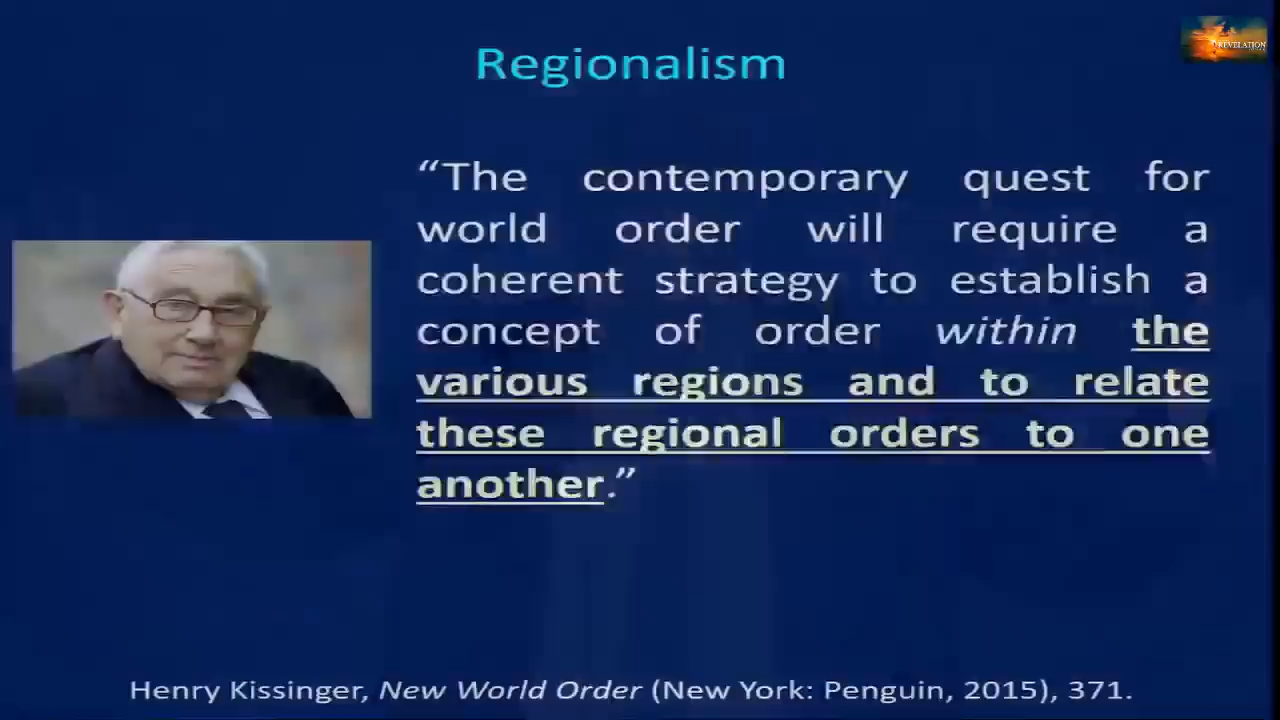 REVELATION
Regionalism
“The contemporary quest for
world order will require a
coherent strategy to establish a
concept of order within the
various regions and to relate
these regional orders to one
another.”
Henry Kissinger, New World Order (New York: Penguin, 2015), 371.